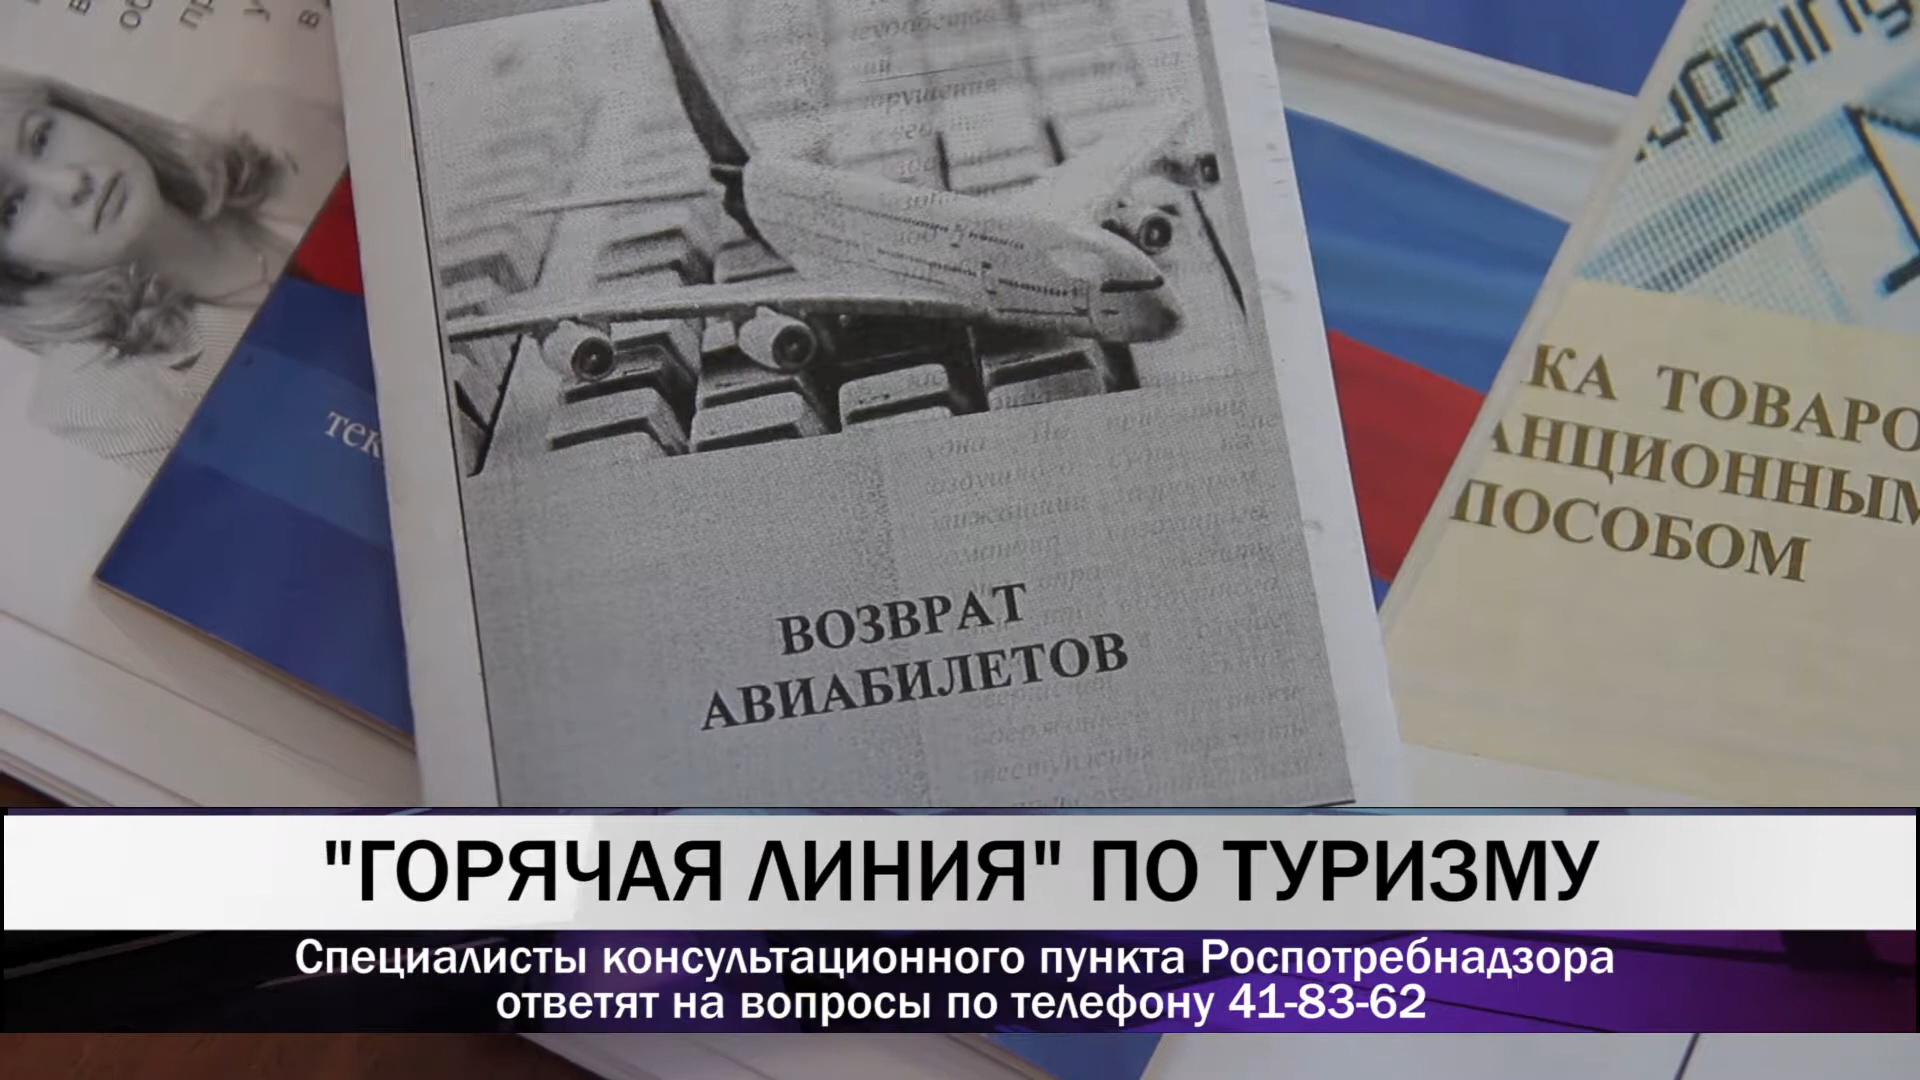 ВОЗВРАТ
АВИАБИЛЕТОВ
КА ТОВАРО
АНЦИОННЫМ
ПОСОБОМ
тек
"ГОРЯЧАЯ ЛИНИЯ" ПО ТУРИЗМУ
Специалисты консультационного пункта Роспотребнадзора
ответят на вопросы по телефону 41-83-62